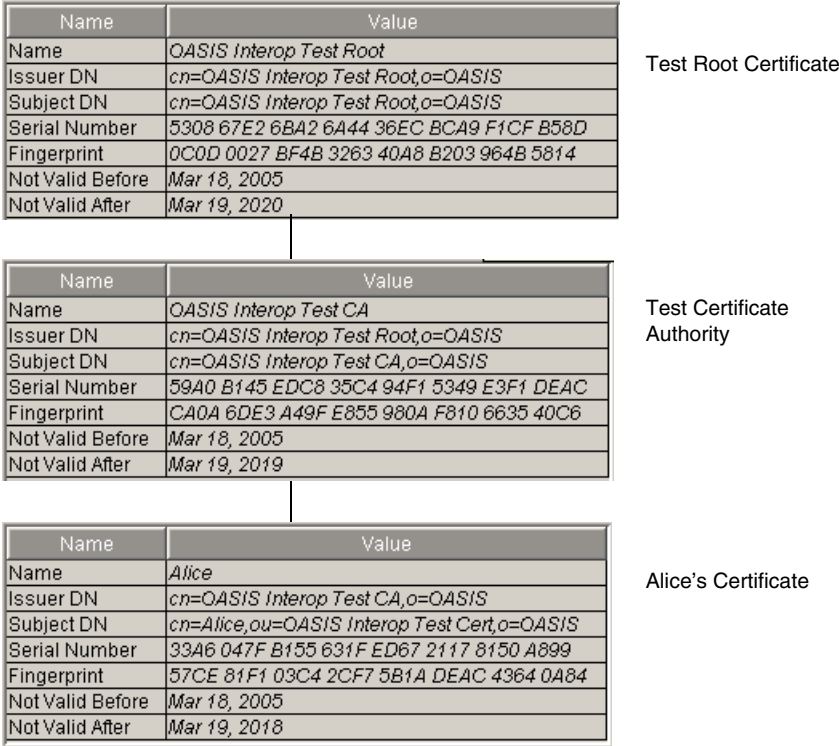 Name Value
Name OASIS Interop Test Root
Issuer DN cn=OASIS Interop Test Root,o=OASIS
Subject DN cn=OASIS Interop Test Root,o=OASIS
Serial Number 5308 67E2 6BA2 6A44 36EC BCA9 F1CF B58D
Fingerprint 0C0D 0027 BF4B 3263 40A8 B203 964B 5814
Not Valid Before Mar 18, 2005
Not Valid After Mar 19, 2020
Test Root Certificate
Name Value
Name OASIS Interop Test CA
Issuer DN cn=OASIS Interop Test Root,o=OASIS
Subject DN cn=OASIS Interop Test CA,o=OASIS
Serial Number 59A0 B145 EDC8 35C4 94F1 5349 E3F1 DEAC
Fingerprint CA0A 6DE3 A49F E855 980A F810 6635 40C6
Not Valid Before Mar 18, 2005
Not Valid After Mar 19, 2019
Test Certificate
Authority
Name Value
Name Alice
Issuer DN cn=OASIS Interop Test CA,o=OASIS
Subject DN cn=Alice,ou=OASIS Interop Test Cert,o=OASIS
Serial Number 33A6 047F B155 631F ED67 2117 8150 A899
Fingerprint 57CE 81F1 03C4 2CF7 5B1A DEAC 4364 0A84
Not Valid Before Mar 18, 2005
Not Valid After Mar 19, 2018
Alice's Certificate